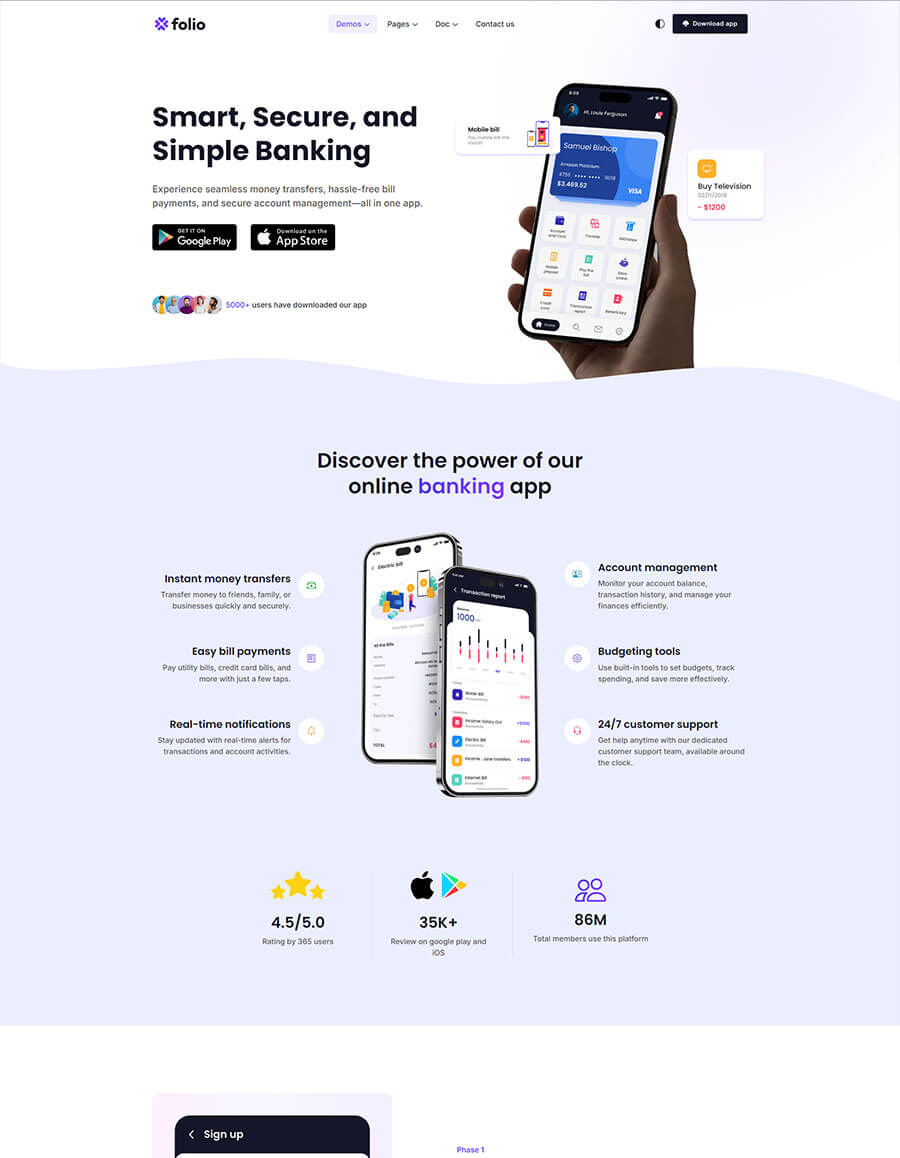 folio
Demos
Pages
Doc
Contact us
Download app
Smart, Secure, and
Simple Banking
Experience seamless money transfers, hassle-free bill
payments, and secure account management—all in one app.
GET IT ON
Google Play
Download on the
App Store
5000+ users have downloaded our app
Mobile bill
Pay mobile bill this
month
Hi, Louis Ferguson
Samuel Bishop
Amazon Platinium
$3,469.52
VISA
Account
and Card
Transfer
Withdraw
Mobile
prepaid
Pay the
bill
Save
online
Credit
card
Transaction
report
Beneficiary
Home
Buy Television
02/11/2018
- $1200
Discover the power of our
online banking app
Instant money transfers
Transfer money to friends, family, or
businesses quickly and securely.
Easy bill payments
Pay utility bills, credit card bills, and
more with just a few taps.
Real-time notifications
Stay updated with real-time alerts for
transactions and account activities.
Electric bill
All the Bills
TOTAL
Transaction report
1000
Water Bill
Income: Salary Oct
Electric Bill
Income : Jane transfers
Internet Bill
Account management
Monitor your account balance,
transaction history, and manage your
finances efficiently.
Budgeting tools
Use built-in tools to set budgets, track
spending, and save more effectively.
24/7 customer support
Get help anytime with our dedicated
customer support team, available around
the clock.
4.5/5.0
Rating by 365 users
35K+
Review on google play and
iOS
86M
Total members use this platform
Sign up
Phase 1